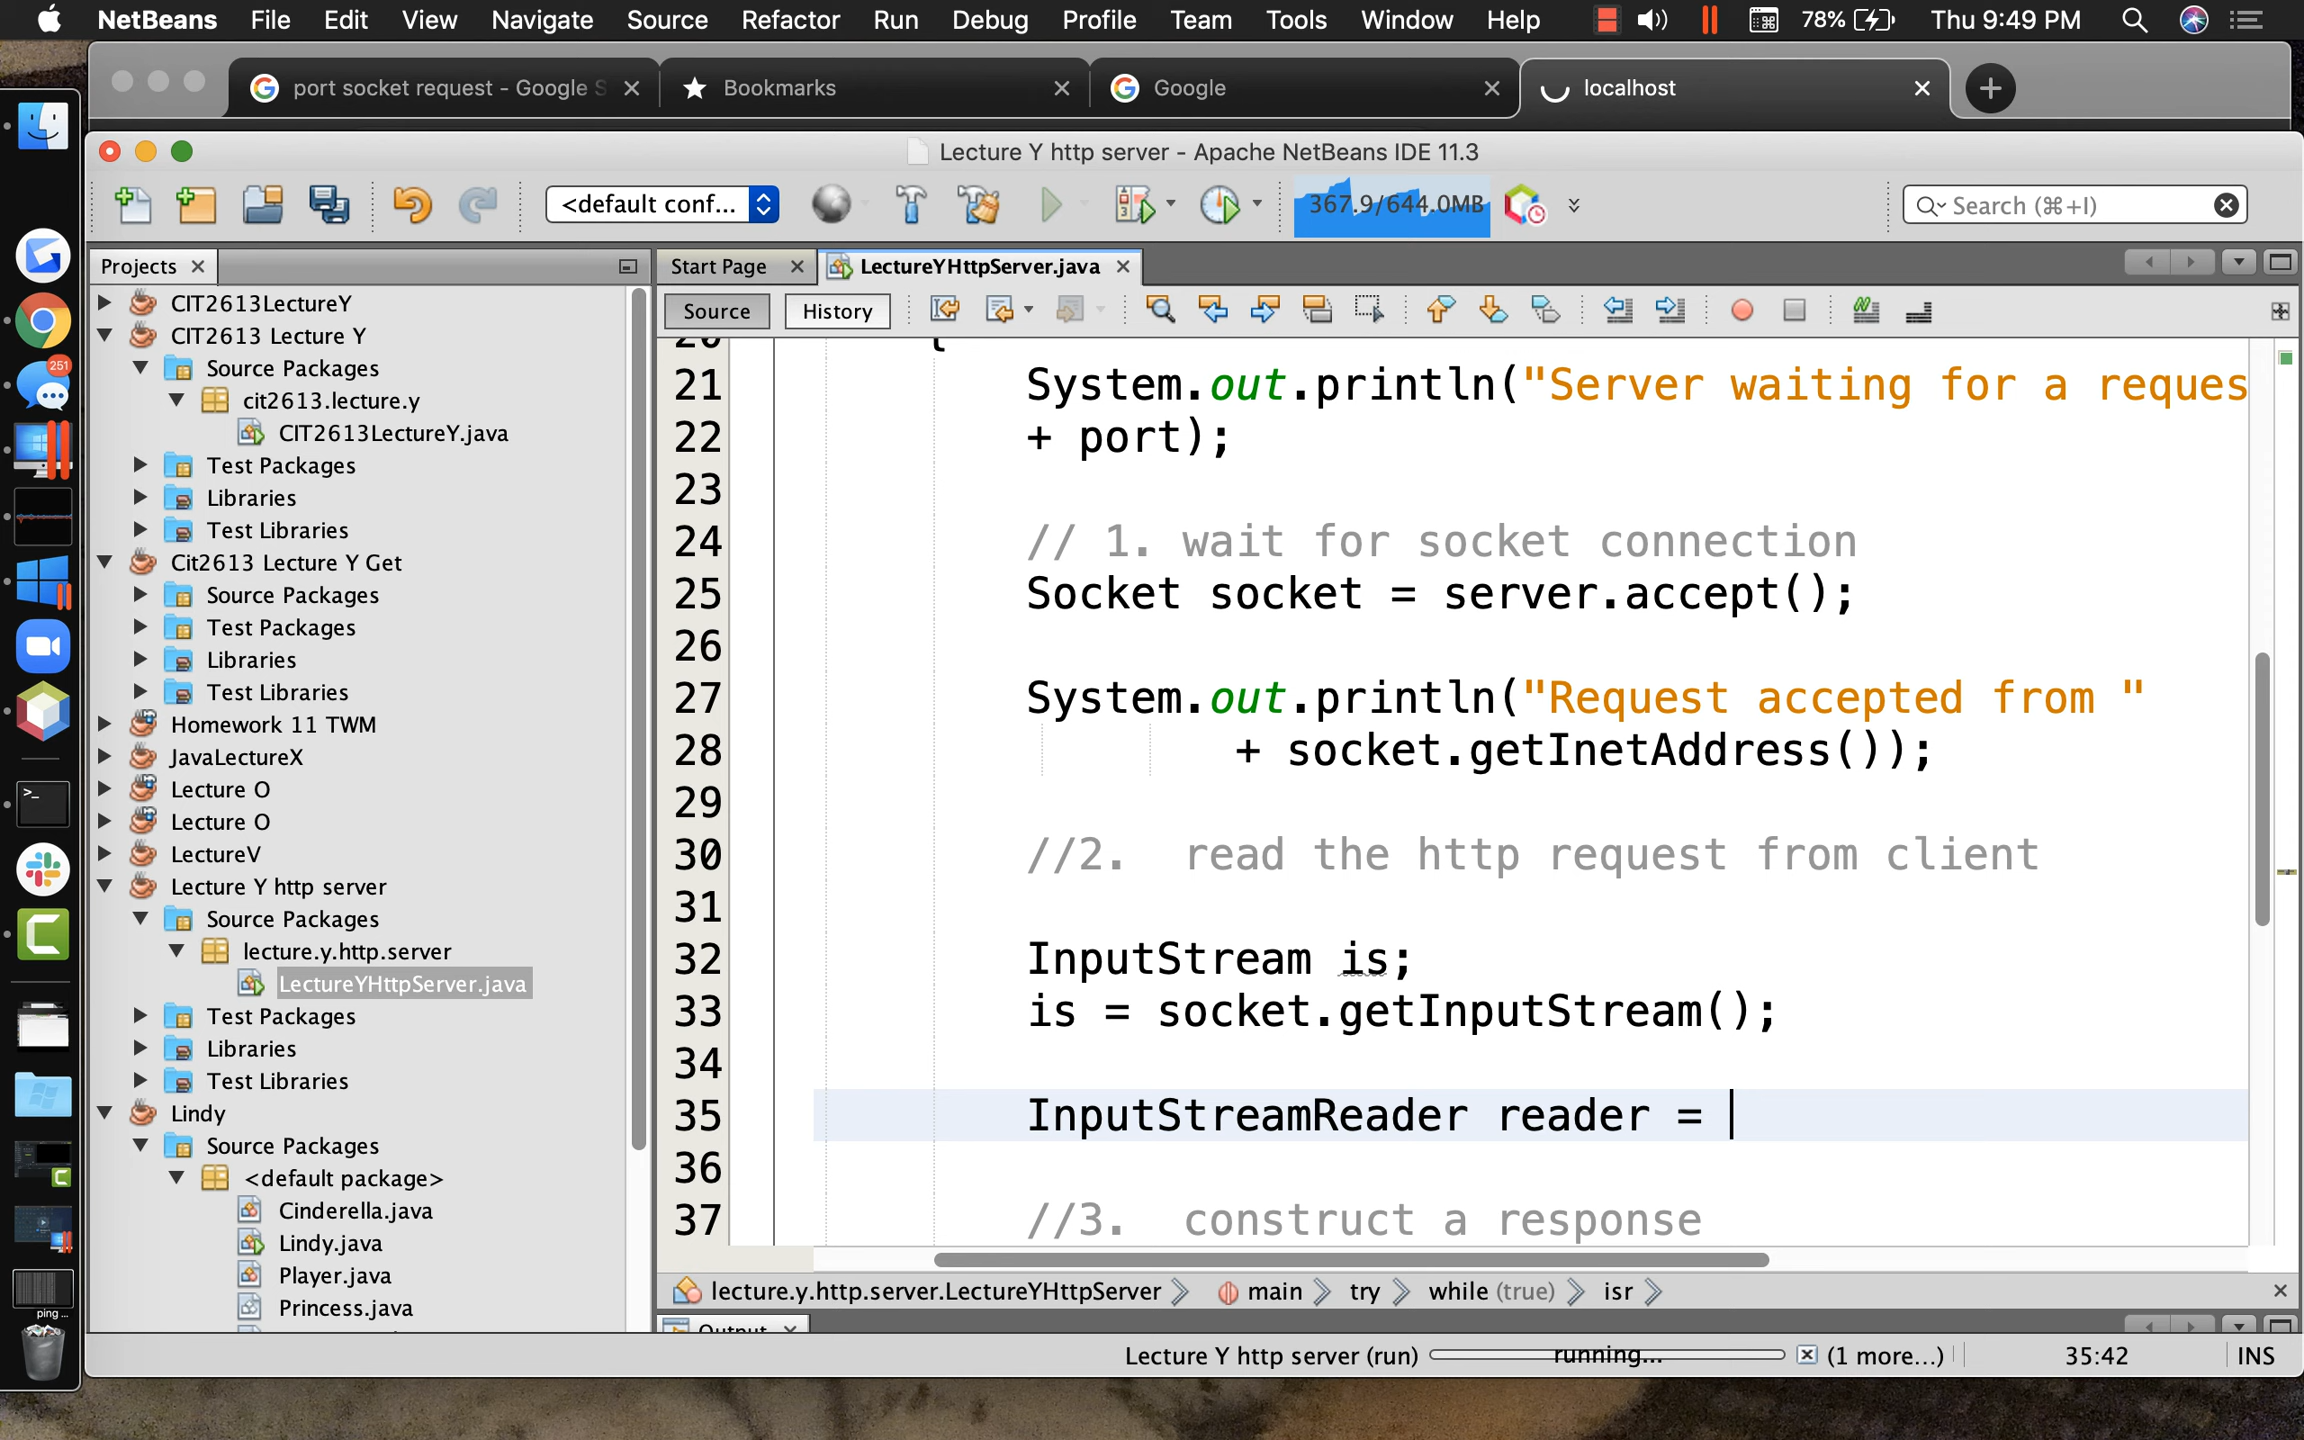 NetBeans File Edit View Navigate Source Refactor Run Debug Profile Team Tools Window Help 78% Thu 9:49 PM
port socket request - Google S
Bookmarks
Google
localhost
Lecture Y http server - Apache NetBeans IDE 11.3
<default conf...
367.9/644.0MB
Search (⌘+I)
Projects
Start Page
LectureYHttpServer.java
Source
History
CIT2613LectureY
CIT2613 Lecture Y
Source Packages
cit2613.lecture.y
CIT2613LectureY.java
Test Packages
Libraries
Test Libraries
Cit2613 Lecture Y Get
Source Packages
Test Packages
Libraries
Test Libraries
Homework 11 TWM
JavaLectureX
Lecture O
Lecture O
LectureV
Lecture Y http server
Source Packages
lecture.y.http.server
LectureYHttpServer.java
Test Packages
Libraries
Test Libraries
Lindy
Source Packages
<default package>
Cinderella.java
Lindy.java
Player.java
Princess.java
251
ping ...
20 {
21 System.out.println("Server waiting for a reques
22 + port);
23
24 // 1. wait for socket connection
25 Socket socket = server.accept();
26
27 System.out.println("Request accepted from "
28 + socket.getInetAddress());
29
30 //2.  read the http request from client
31
32 InputStream is;
33 is = socket.getInputStream();
34
35 InputStreamReader reader =
36
37 //3.  construct a response
lecture.y.http.server.LectureYHttpServer main try while (true) isr
Output
Lecture Y http server (run) running... (1 more...) 35:42 INS